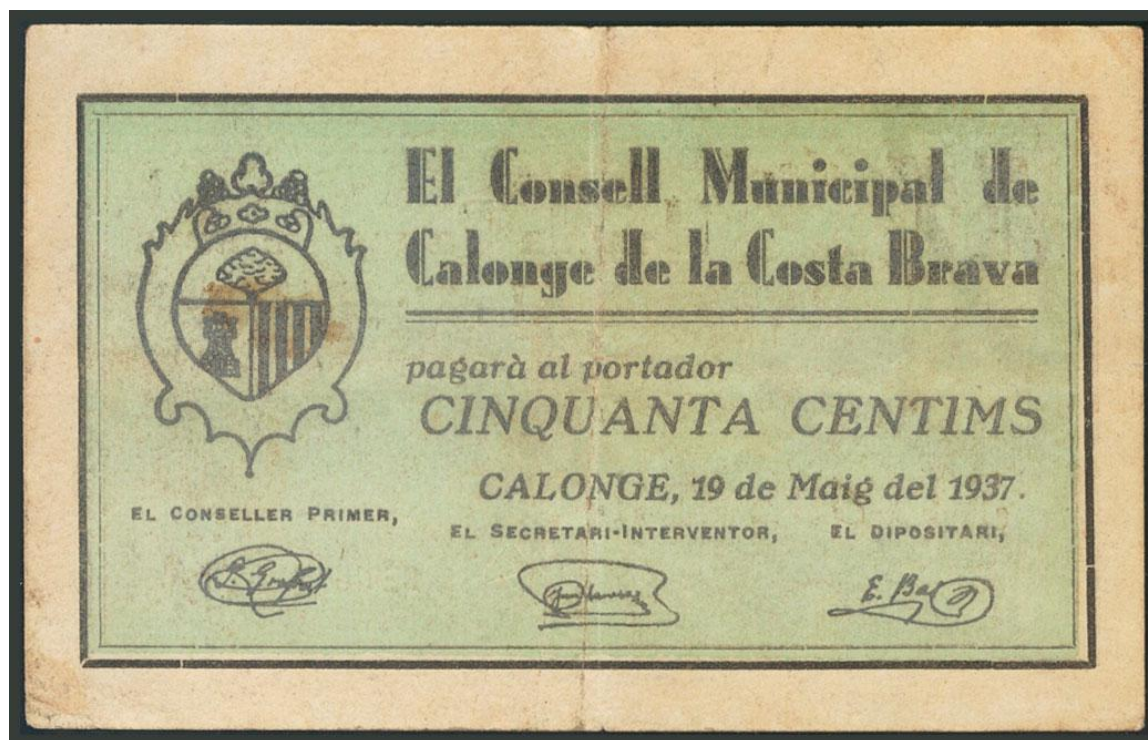 El Consell Municipal de
Calonge de la Costa Brava
pagarà al portador
CINQUANTA CENTIMS
CALONGE, 19 de Maig del 1937.
EL CONSELLER PRIMER,
EL SECRETARI-INTERVENTOR,
EL DIPOSITARI,